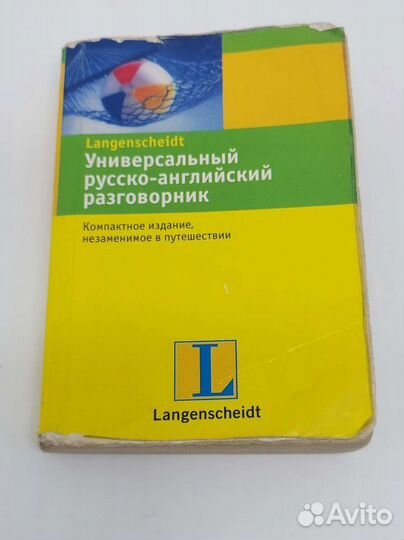 Langenscheidt
Универсальный
русско-английский
разговорник
Компактное издание,
незаменимое в путешествии
L
Langenscheidt
Avito